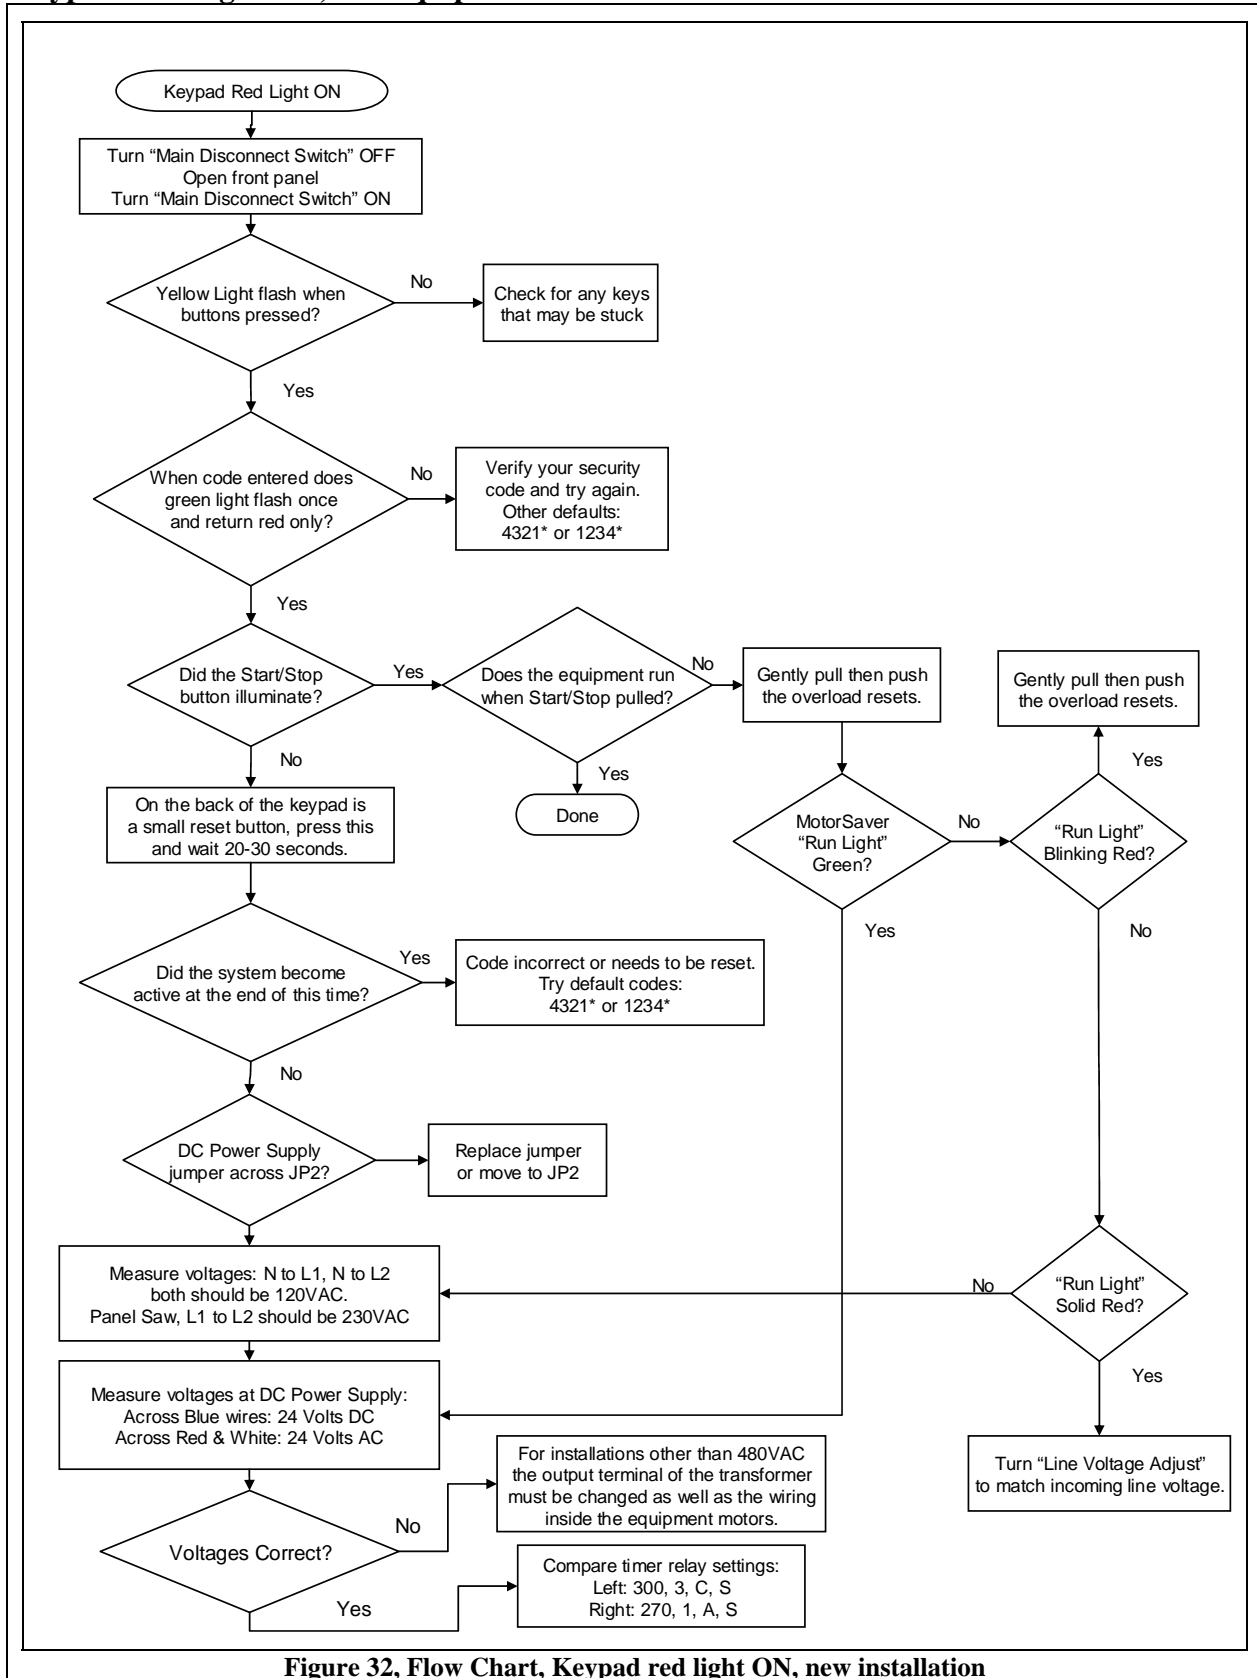 Keypad Red Light ON
Turn “Main Disconnect Switch” OFF
Open front panel
Turn “Main Disconnect Switch” ON
Yellow Light flash when
buttons pressed?
No
Check for any keys
that may be stuck
Yes
When code entered does
green light flash once
and return red only?
No
Verify your security
code and try again.
Other defaults:
4321* or 1234*
Yes
Did the Start/Stop
button illuminate?
Yes
Does the equipment run
when Start/Stop pulled?
No
Gently pull then push
the overload resets.
Gently pull then push
the overload resets.
Yes
No
Yes
Done
On the back of the keypad is
a small reset button, press this
and wait 20-30 seconds.
MotorSaver
“Run Light”
Green?
No
“Run Light”
Blinking Red?
Yes
No
Did the system become
active at the end of this time?
Yes
Code incorrect or needs to be reset.
Try default codes:
4321* or 1234*
No
DC Power Supply
jumper across JP2?
Replace jumper
or move to JP2
Measure voltages: N to L1, N to L2
both should be 120VAC.
Panel Saw, L1 to L2 should be 230VAC
No
“Run Light”
Solid Red?
Yes
Measure voltages at DC Power Supply:
Across Blue wires: 24 Volts DC
Across Red & White: 24 Volts AC
For installations other than 480VAC
the output terminal of the transformer
must be changed as well as the wiring
inside the equipment motors.
Turn “Line Voltage Adjust”
to match incoming line voltage.
No
Voltages Correct?
Yes
Compare timer relay settings:
Left: 300, 3, C, S
Right: 270, 1, A, S
Figure 32, Flow Chart, Keypad red light ON, new installation